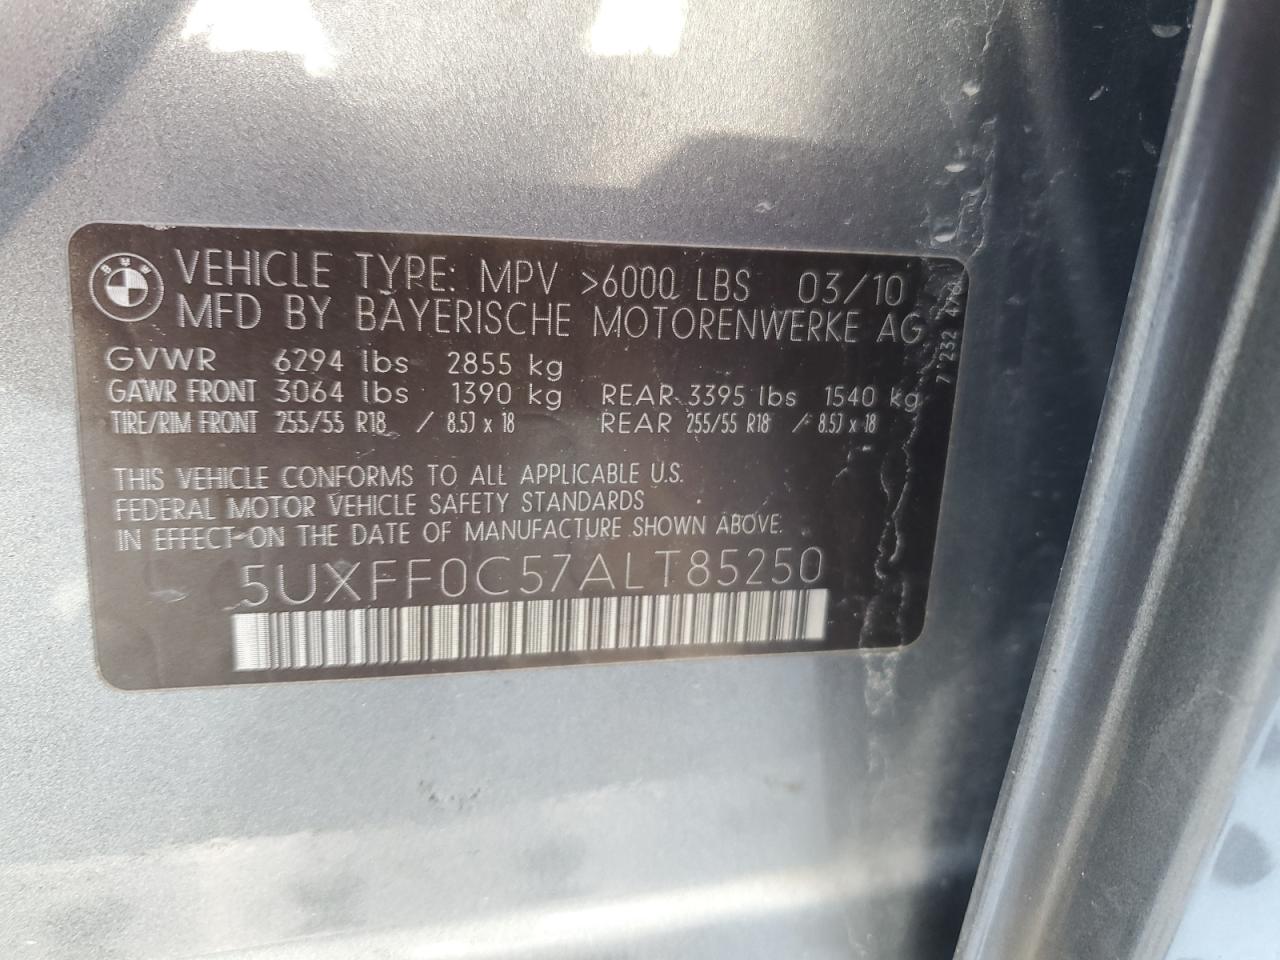 BMW
VEHICLE TYPE: MPV >6000 LBS 03/10
MFD BY BAYERISCHE MOTORENWERKE AG
GVWR 6294 lbs 2855 kg
GAWR FRONT 3064 lbs 1390 kg REAR 3395 lbs 1540 kg
TIRE/RIM FRONT 255/55 R18 / 8.5J x 18 REAR 255/55 R18 / 8.5J x 18
THIS VEHICLE CONFORMS TO ALL APPLICABLE U.S.
FEDERAL MOTOR VEHICLE SAFETY STANDARDS
IN EFFECT ON THE DATE OF MANUFACTURE SHOWN ABOVE.
5UXFF0C57ALT85250
7 232